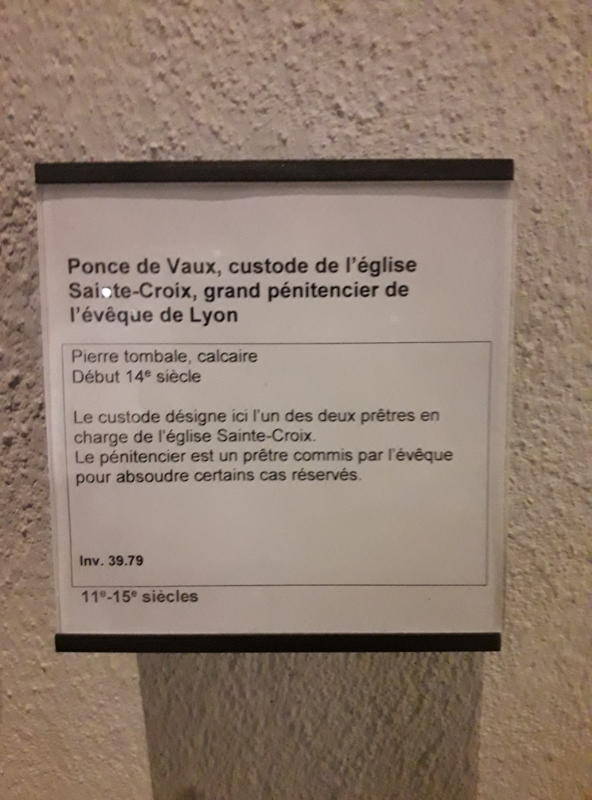 Ponce de Vaux, custode de l'église
Sainte-Croix, grand pénitencier de
l'évêque de Lyon
Pierre tombale, calcaire
Début 14e siècle
Le custode désigne ici l'un des deux prêtres en
charge de l'église Sainte-Croix.
Le pénitencier est un prêtre commis par l'évêque
pour absoudre certains cas réservés.
Inv. 39.79
11e-15e siècles